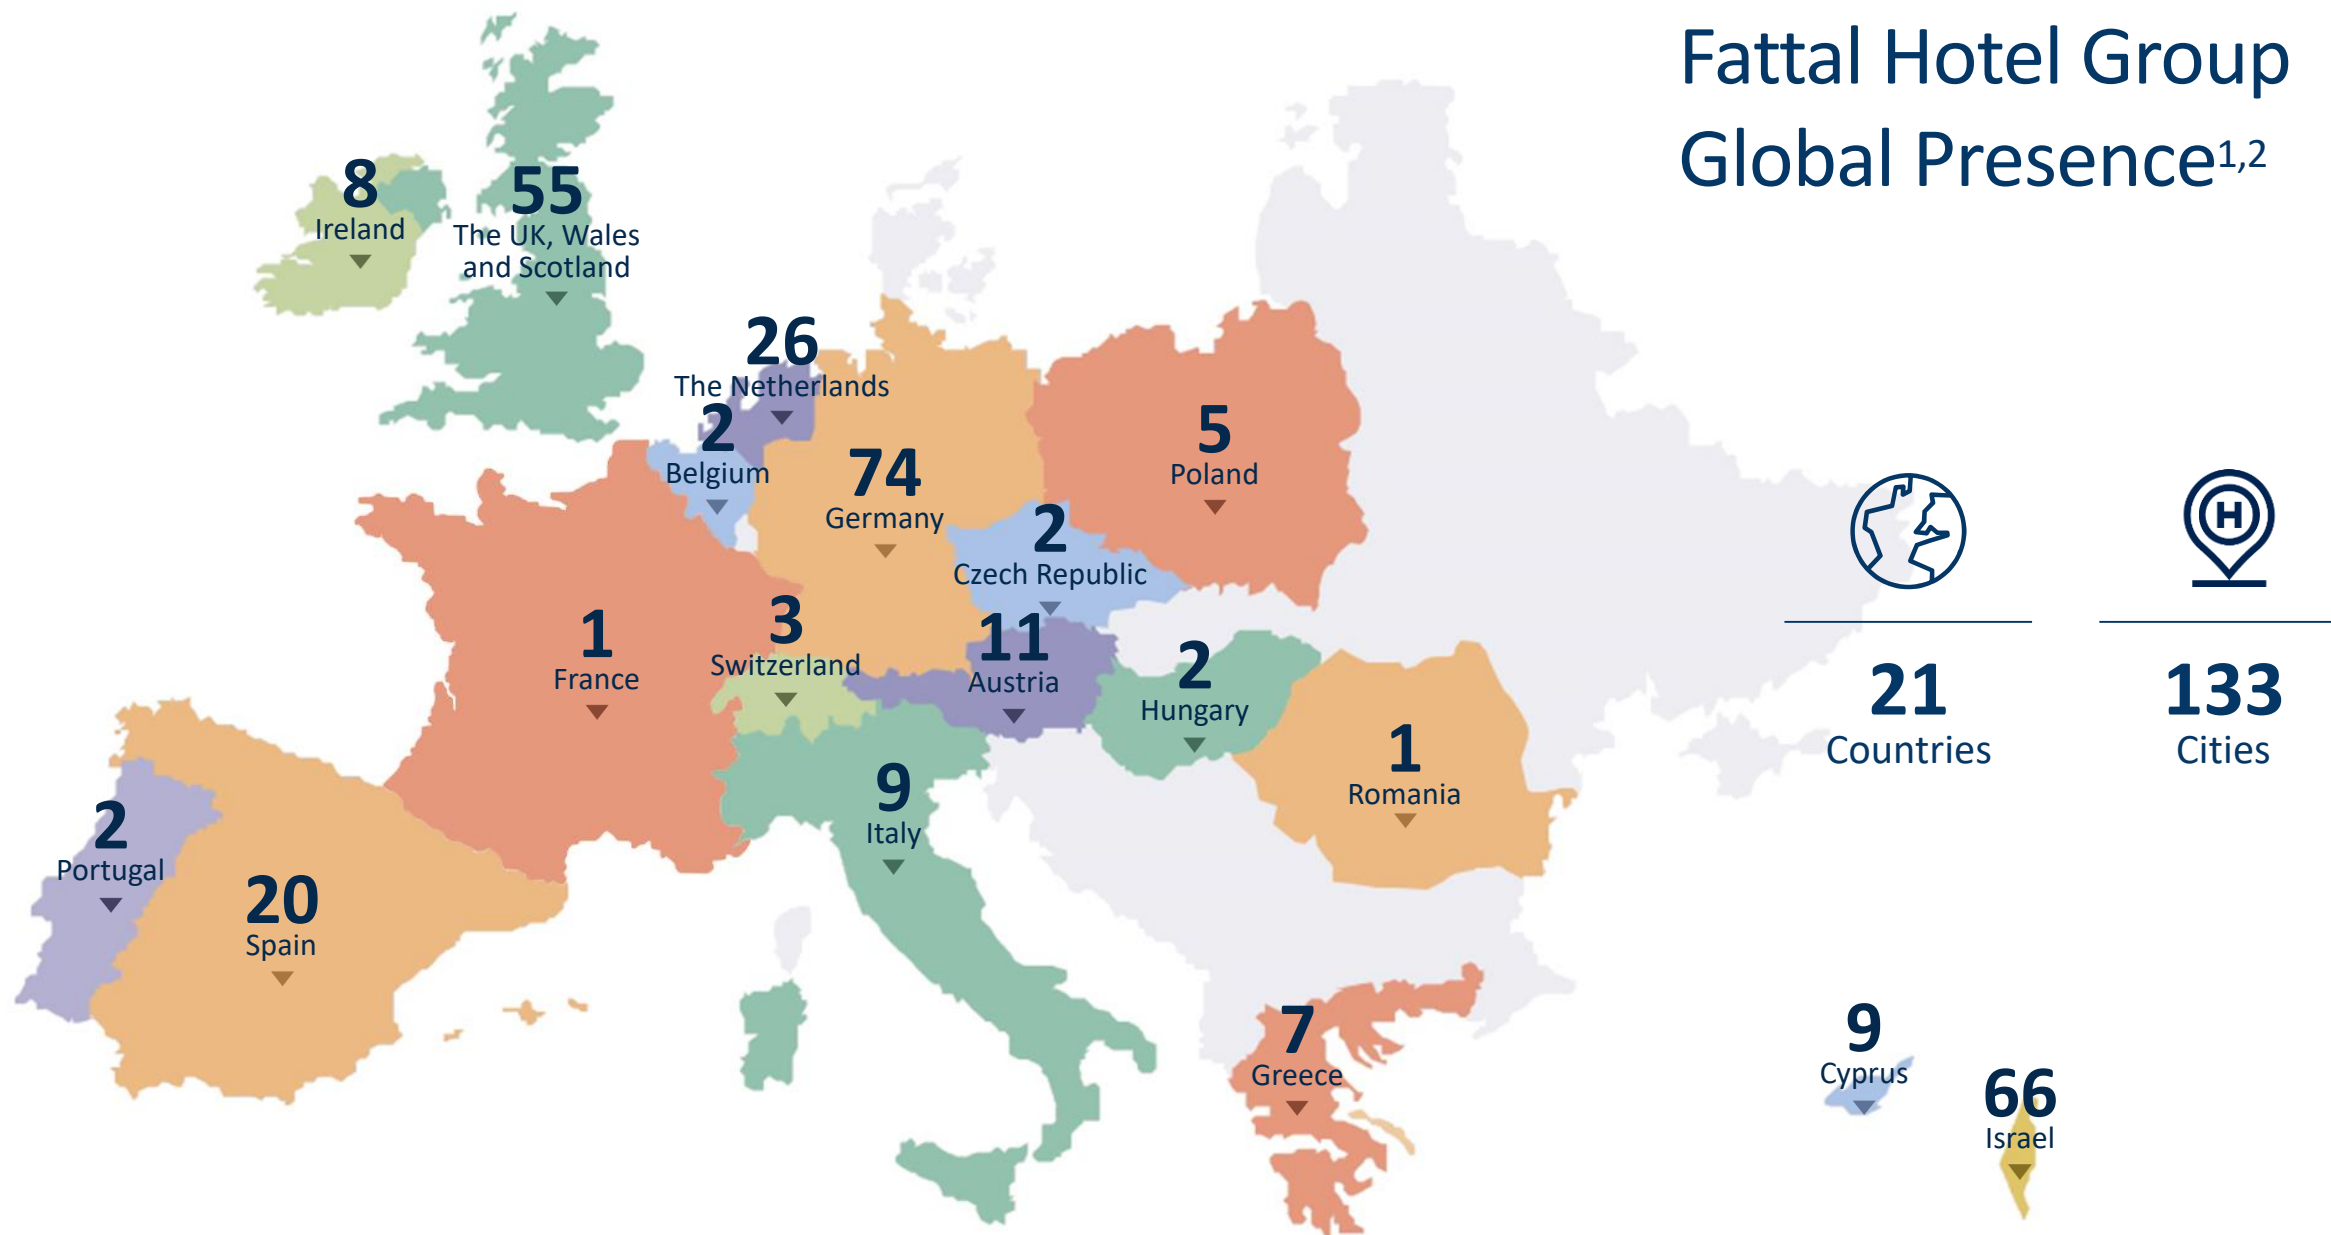 Fattal Hotel Group
Global Presence1,2
8
Ireland
55
The UK, Wales
and Scotland
26
The Netherlands
2
Belgium
74
Germany
5
Poland
2
Czech Republic
1
France
3
Switzerland
11
Austria
2
Hungary
1
Romania
9
Italy
2
Portugal
20
Spain
7
Greece
9
Cyprus
66
Israel
H
21
Countries
133
Cities